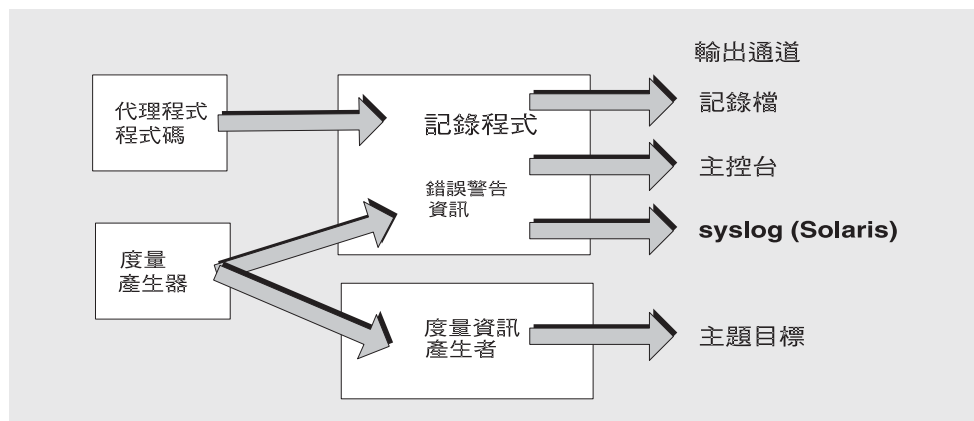 輸出通道
代理程式
程式碼
記錄程式
記錄檔
主控台
錯誤警告
資訊
syslog (Solaris)
度量
產生器
度量資訊
產生者
主題目標